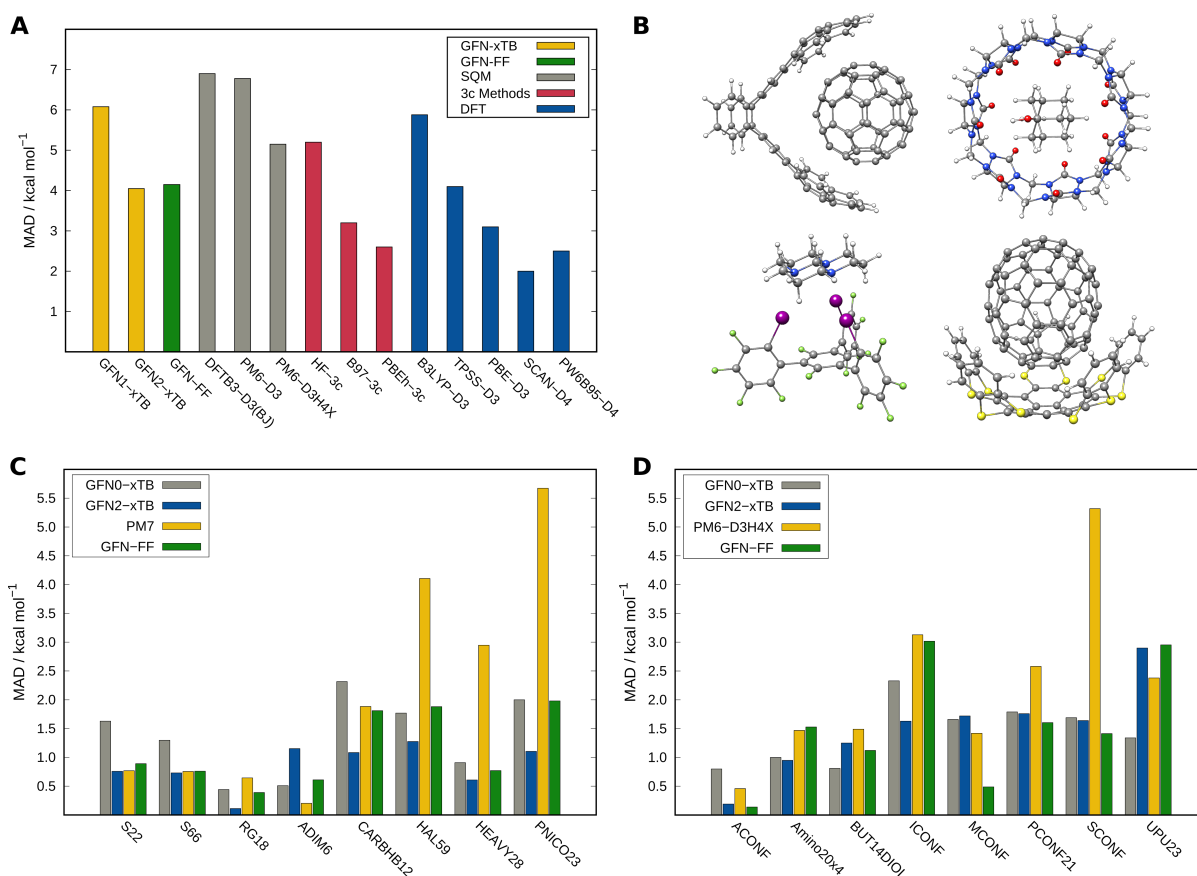 A
MAD / kcal mol⁻¹
7
6
5
4
3
2
1
GFN-xTB
GFN-FF
SQM
3c Methods
DFT
GFN1-xTB
GFN2-xTB
GFN-FF
DFTB3-D3(BJ)
PM6-D3
PM6-D3H4X
HF-3c
B97-3c
PBEh-3c
B3LYP-D3
TPSS-D3
PBE-D3
SCAN-D4
PW6B95-D4
B
C
MAD / kcal mol⁻¹
5.5
5.0
4.5
4.0
3.5
3.0
2.5
2.0
1.5
1.0
0.5
GFN0-xTB
GFN2-xTB
PM7
GFN-FF
S22
S66
RG18
ADIM6
CARBHB12
HAL59
HEAVY28
PNICO23
D
MAD / kcal mol⁻¹
5.5
5.0
4.5
4.0
3.5
3.0
2.5
2.0
1.5
1.0
0.5
GFN0-xTB
GFN2-xTB
PM6-D3H4X
GFN-FF
ACONF
Amino20x4
BUT14DIOL
ICONF
MCONF
PCONF21
SCONF
UPU23